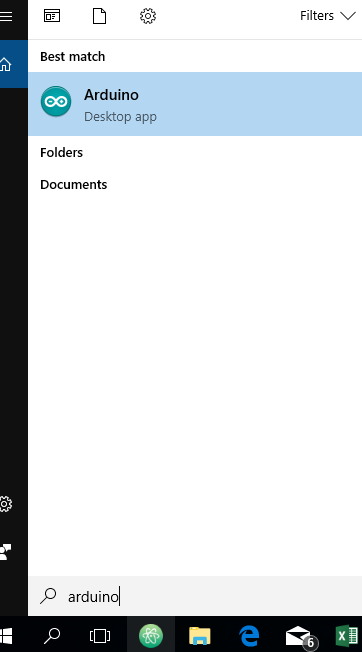 Filters
Best match
Arduino
Desktop app
Folders
Documents
arduino
6